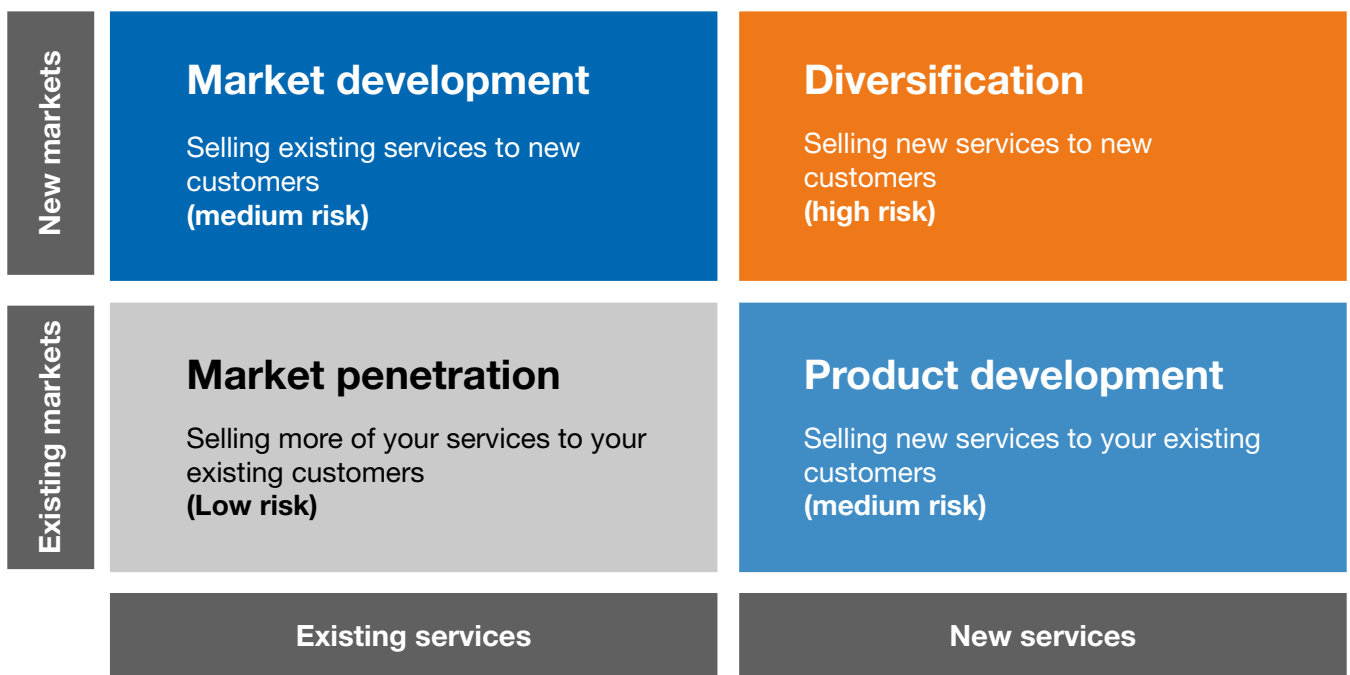 New markets
Market development
Selling existing services to new
customers
(medium risk)
Diversification
Selling new services to new
customers
(high risk)
Existing markets
Market penetration
Selling more of your services to your
existing customers
(Low risk)
Product development
Selling new services to your existing
customers
(medium risk)
Existing services
New services